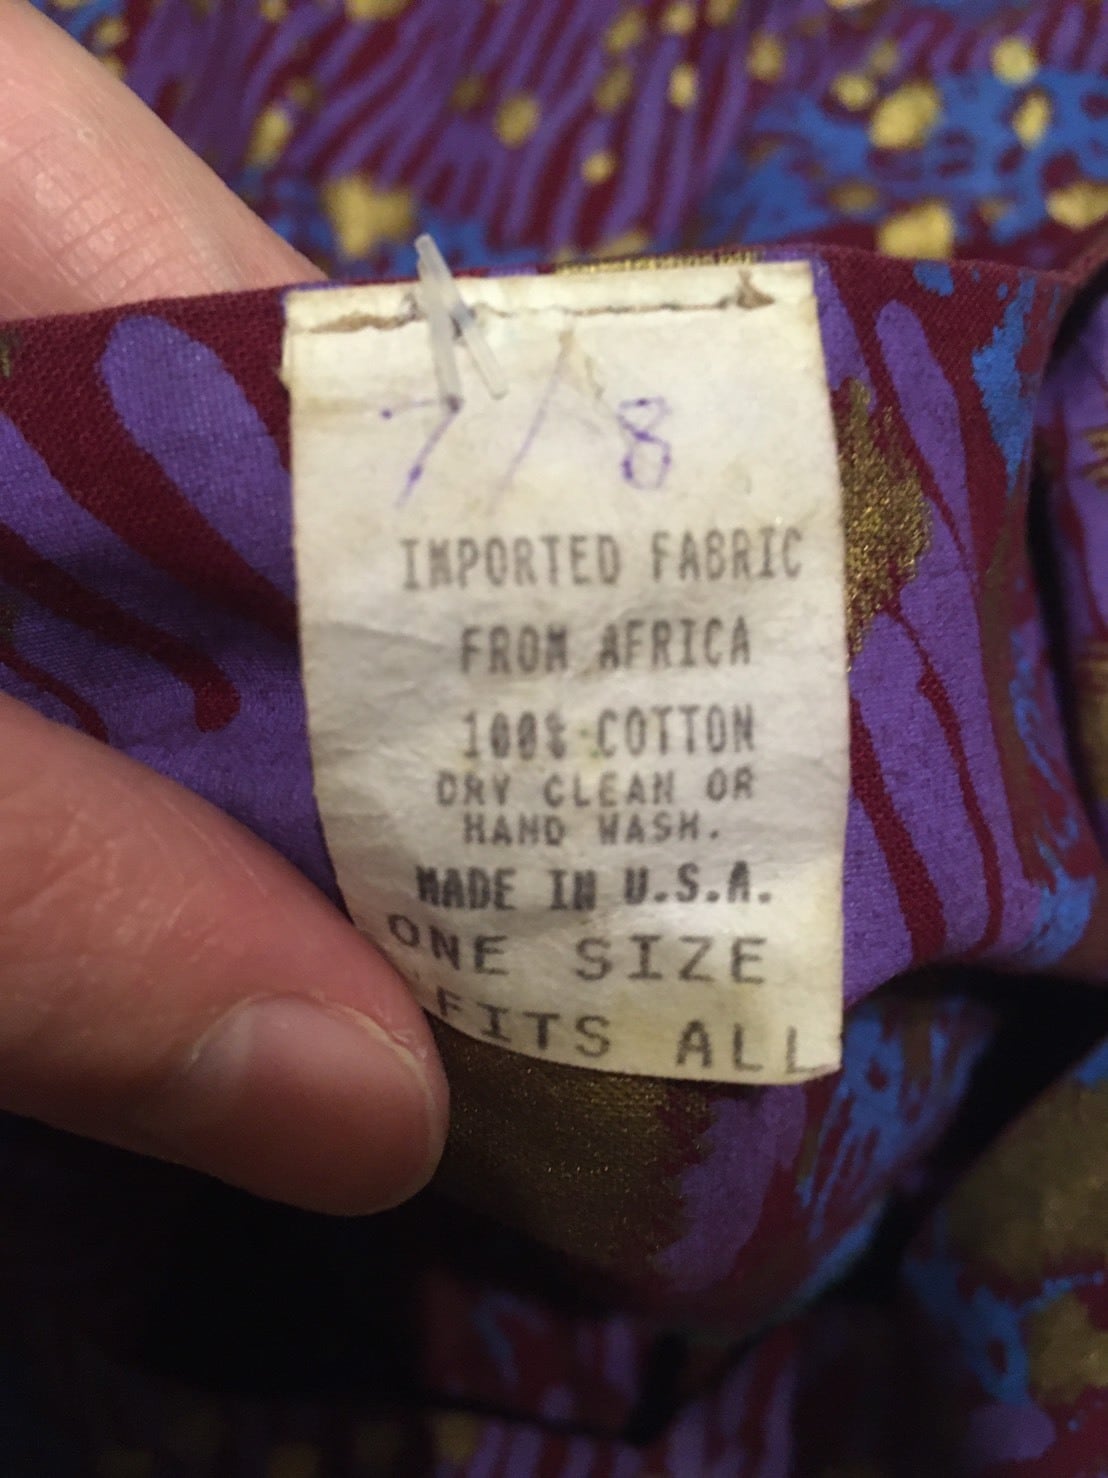 7/8
IMPORTED FABRIC
FROM AFRICA
100% COTTON
DRY CLEAN OR
HAND WASH.
MADE IN U.S.A.
ONE SIZE
FITS ALL